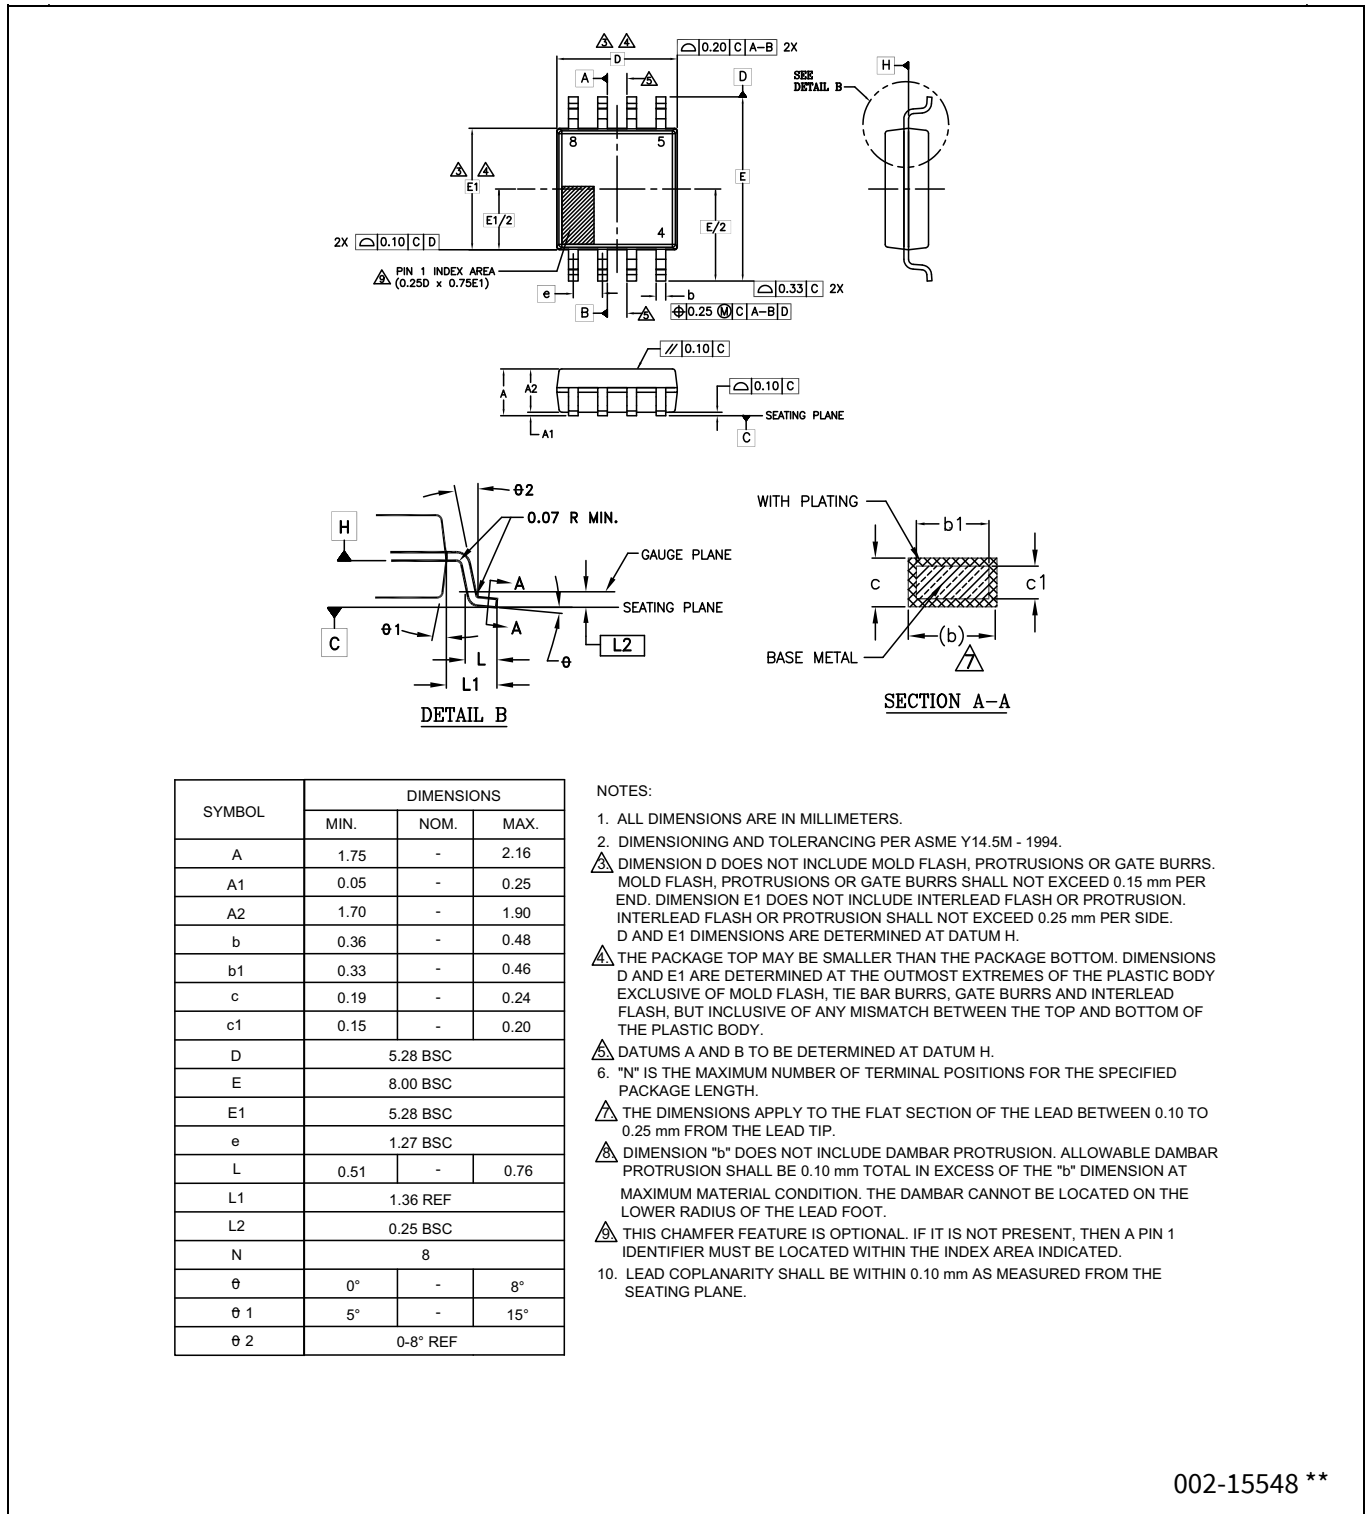 3 4
D
0.20 C A-B 2X
A
5
D
SEE
DETAIL B
H
8 5
3 4
E1
E
E1/2
E/2
4
2X 0.10 C D
9 PIN 1 INDEX AREA
(0.25D x 0.75E1)
e
b
0.33 C 2X
B
5
0.25 M C A-B D
// 0.10 C
A
A2
0.10 C
SEATING PLANE
A1
C
θ2
0.07 R MIN.
H
GAUGE PLANE
A
SEATING PLANE
C
θ1
A
L2
L
θ
L1
DETAIL B
WITH PLATING
b1
c
c1
(b)
BASE METAL
7
SECTION A-A
SYMBOL DIMENSIONS
MIN. NOM. MAX.
A 1.75 - 2.16
A1 0.05 - 0.25
A2 1.70 - 1.90
b 0.36 - 0.48
b1 0.33 - 0.46
c 0.19 - 0.24
c1 0.15 - 0.20
D 5.28 BSC
E 8.00 BSC
E1 5.28 BSC
e 1.27 BSC
L 0.51 - 0.76
L1 1.36 REF
L2 0.25 BSC
N 8
θ 0° - 8°
θ 1 5° - 15°
θ 2 0-8° REF
NOTES:
1. ALL DIMENSIONS ARE IN MILLIMETERS.
2. DIMENSIONING AND TOLERANCING PER ASME Y14.5M - 1994.
3. DIMENSION D DOES NOT INCLUDE MOLD FLASH, PROTRUSIONS OR GATE BURRS.
MOLD FLASH, PROTRUSIONS OR GATE BURRS SHALL NOT EXCEED 0.15 mm PER
END. DIMENSION E1 DOES NOT INCLUDE INTERLEAD FLASH OR PROTRUSION.
INTERLEAD FLASH OR PROTRUSION SHALL NOT EXCEED 0.25 mm PER SIDE.
D AND E1 DIMENSIONS ARE DETERMINED AT DATUM H.
4. THE PACKAGE TOP MAY BE SMALLER THAN THE PACKAGE BOTTOM. DIMENSIONS
D AND E1 ARE DETERMINED AT THE OUTMOST EXTREMES OF THE PLASTIC BODY
EXCLUSIVE OF MOLD FLASH, TIE BAR BURRS, GATE BURRS AND INTERLEAD
FLASH, BUT INCLUSIVE OF ANY MISMATCH BETWEEN THE TOP AND BOTTOM OF
THE PLASTIC BODY.
5. DATUMS A AND B TO BE DETERMINED AT DATUM H.
6. "N" IS THE MAXIMUM NUMBER OF TERMINAL POSITIONS FOR THE SPECIFIED
PACKAGE LENGTH.
7. THE DIMENSIONS APPLY TO THE FLAT SECTION OF THE LEAD BETWEEN 0.10 TO
0.25 mm FROM THE LEAD TIP.
8. DIMENSION "b" DOES NOT INCLUDE DAMBAR PROTRUSION. ALLOWABLE DAMBAR
PROTRUSION SHALL BE 0.10 mm TOTAL IN EXCESS OF THE "b" DIMENSION AT
MAXIMUM MATERIAL CONDITION. THE DAMBAR CANNOT BE LOCATED ON THE
LOWER RADIUS OF THE LEAD FOOT.
9. THIS CHAMFER FEATURE IS OPTIONAL. IF IT IS NOT PRESENT, THEN A PIN 1
IDENTIFIER MUST BE LOCATED WITHIN THE INDEX AREA INDICATED.
10. LEAD COPLANARITY SHALL BE WITHIN 0.10 mm AS MEASURED FROM THE
SEATING PLANE.
002-15548 **